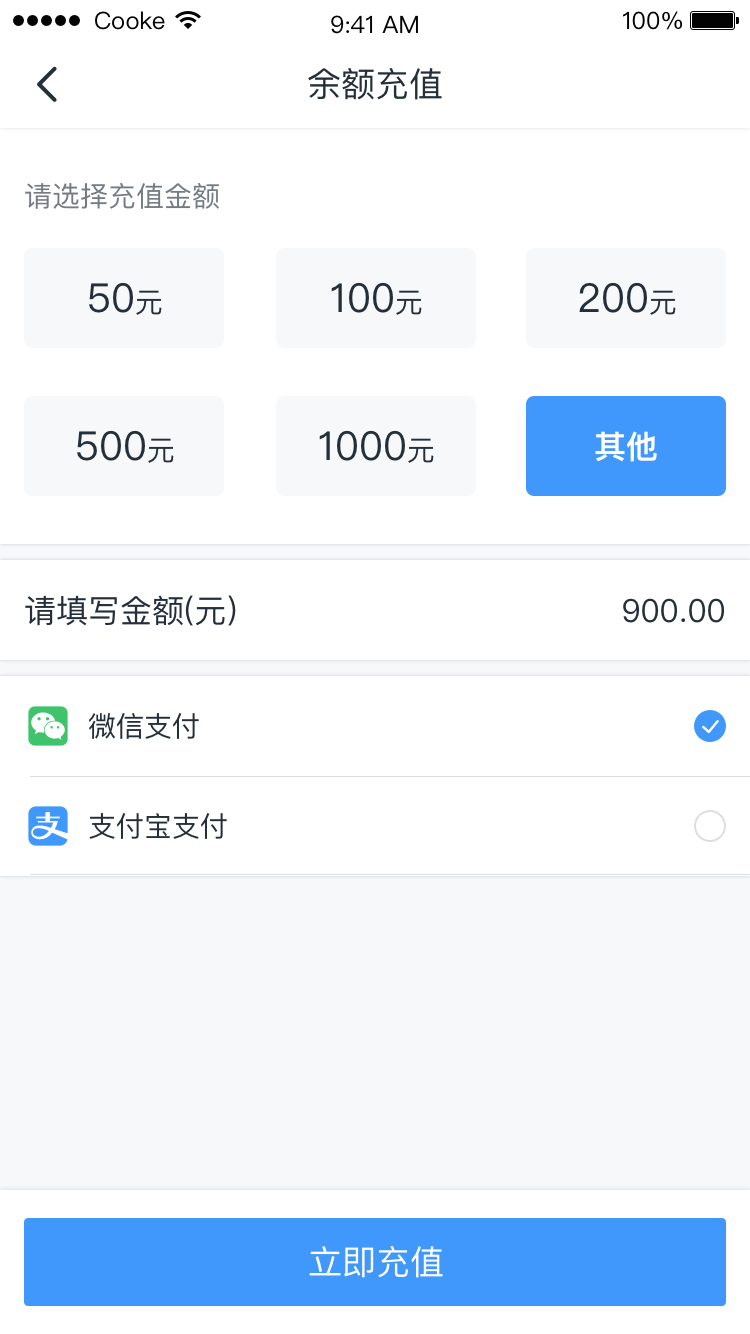 Cooke 9:41 AM 100%
余额充值
请选择充值金额
50元 100元 200元
500元 1000元 其他
请填写金额(元) 900.00
微信支付
支 支付宝支付
立即充值